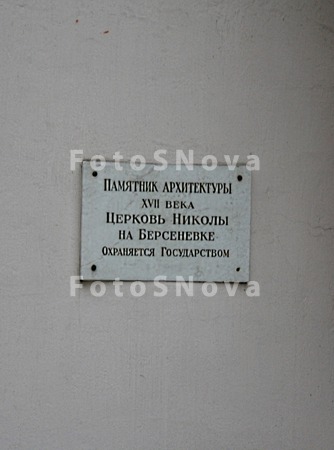 FotoSNova
ПАМЯТНИК АРХИТЕКТУРЫ
XVII ВЕКА
ЦЕРКОВЬ НИКОЛЫ
НА БЕРСЕНЕВКЕ
ОХРАНЯЕТСЯ ГОСУДАРСТВОМ
FotoSNova